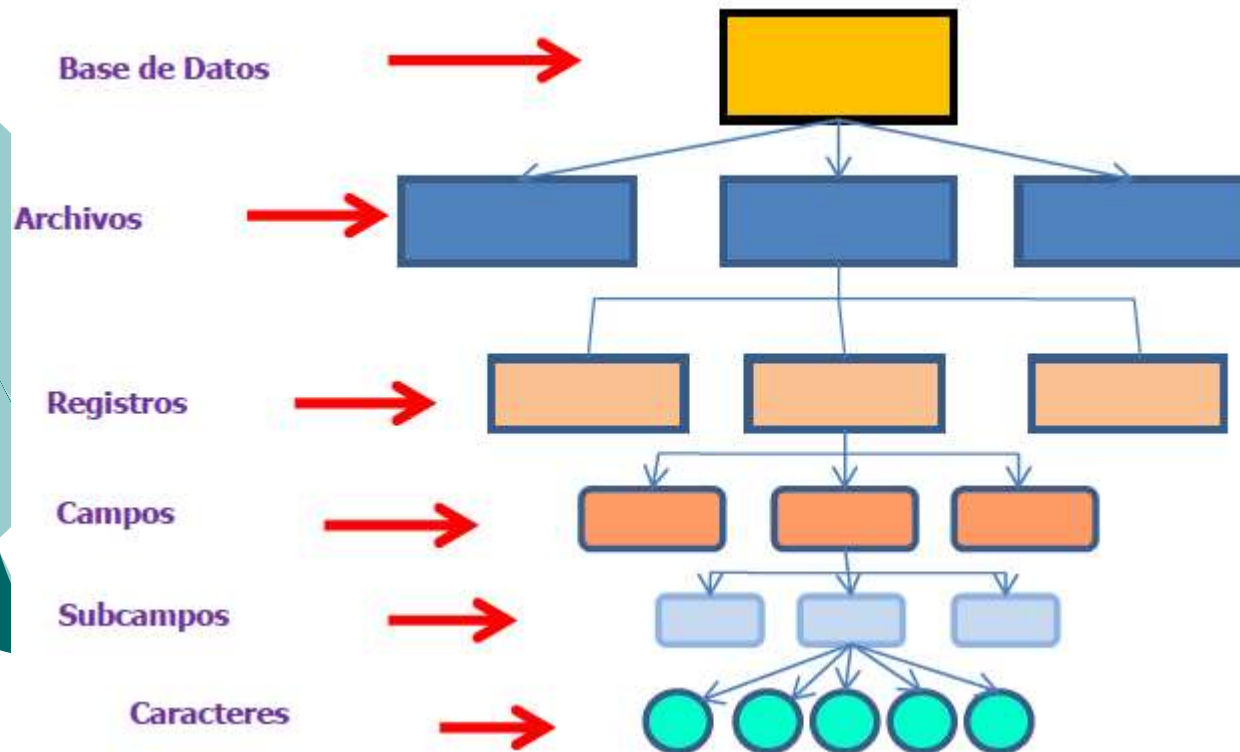 Base de Datos
Archivos
Registros
Campos
Subcampos
Caracteres